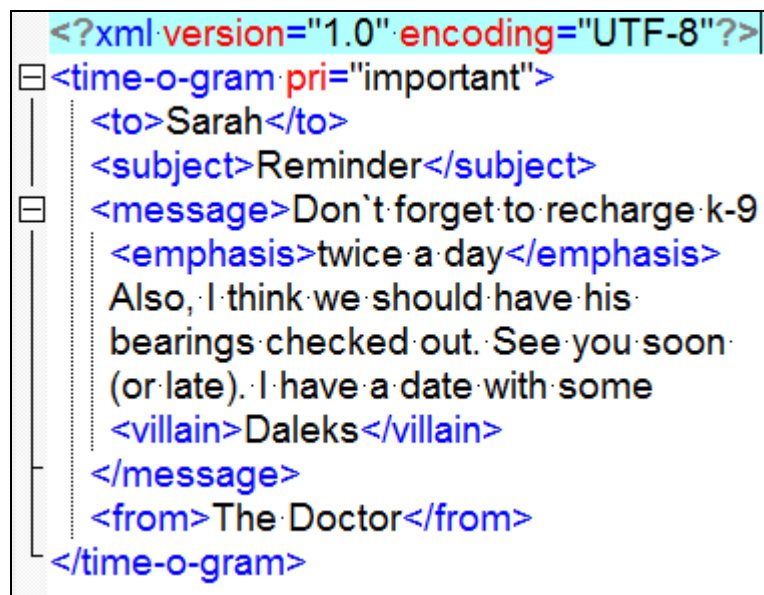 <?xml version="1.0" encoding="UTF-8"?>
<time-o-gram pri="important">
<to>Sarah</to>
<subject>Reminder</subject>
<message>Don`t forget to recharge k-9
<emphasis>twice a day</emphasis>
Also, I think we should have his
bearings checked out. See you soon
(or late). I have a date with some
<villain>Daleks</villain>
</message>
<from>The Doctor</from>
</time-o-gram>